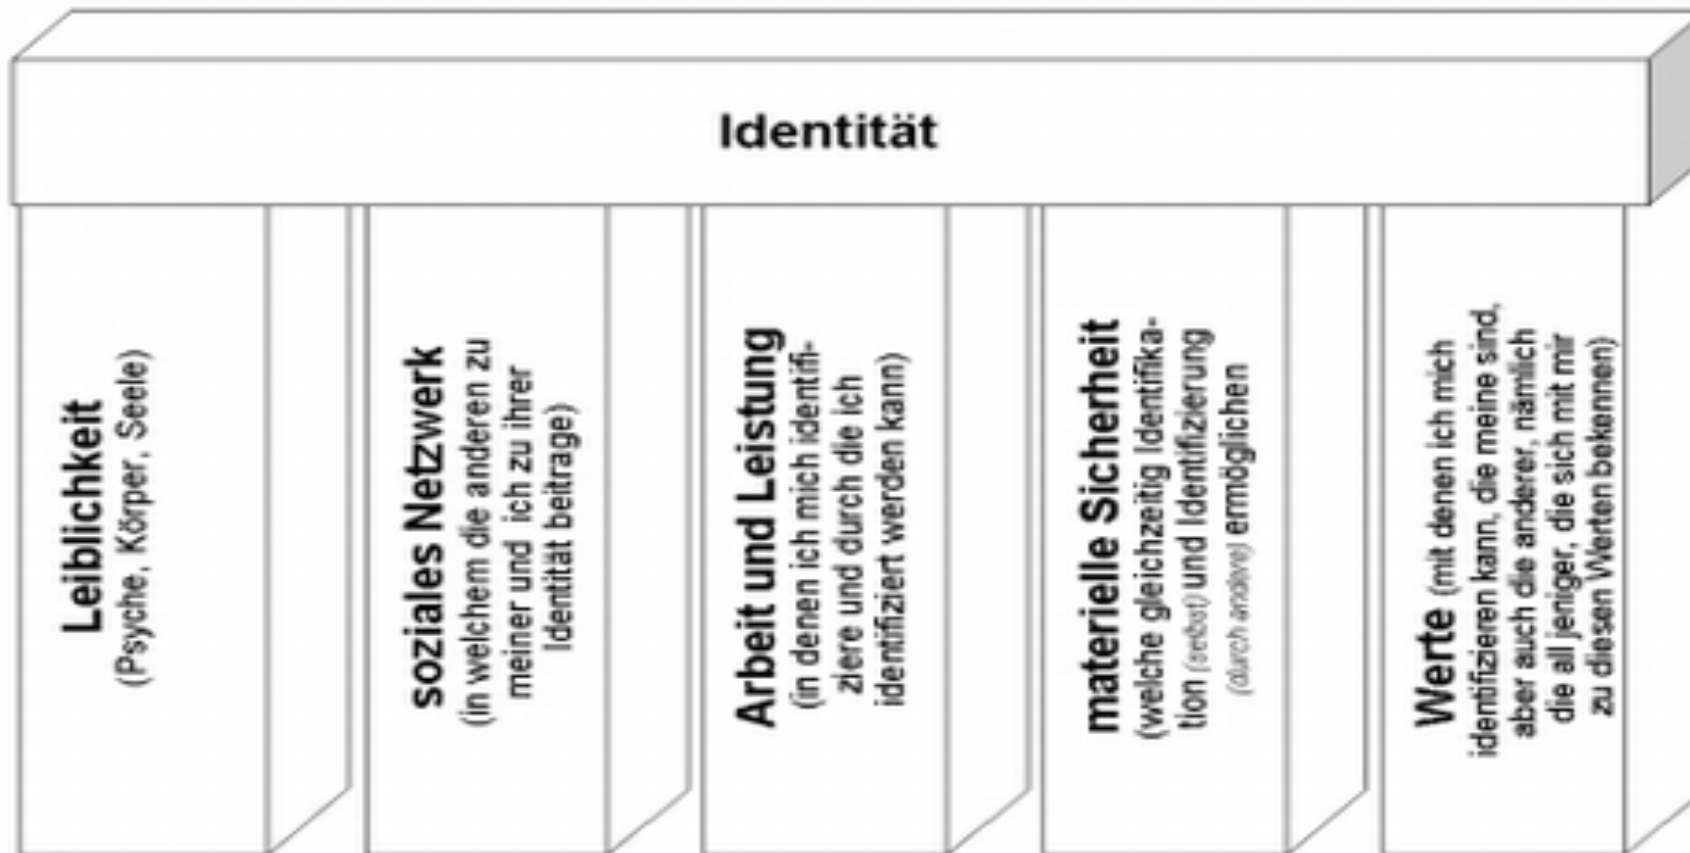 Identität
Leiblichkeit
(Psyche, Körper, Seele)
soziales Netzwerk
(in welchem die anderen zu
meiner und ich zu ihrer
Identität beitrage)
Arbeit und Leistung
(in denen ich mich identifi-
ziere und durch die ich
identifiziert werden kann)
materielle Sicherheit
(welche gleichzeitig Identifika-
tion (selbst) und Identifizierung
(durch andere) ermöglichen
Werte (mit denen ich mich
identifizieren kann, die meine sind,
aber auch die anderer, nämlich
die all jeniger, die sich mit mir
zu diesen Werten bekennen)